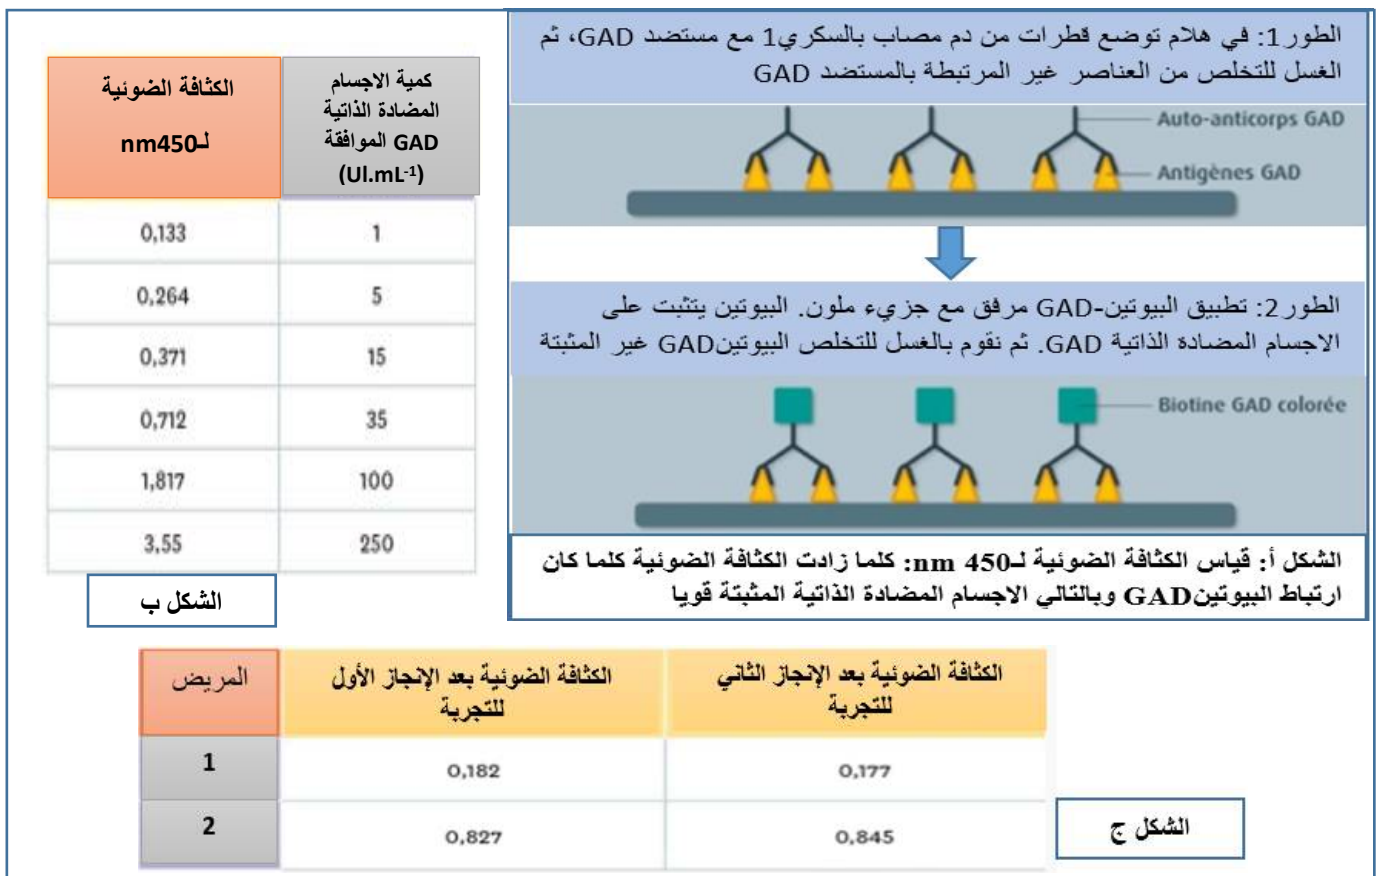 الطور1: في هلام توضع قطرات من دم مصاب بالسكري1 مع مستضد GAD، ثم
الغسل للتخلص من العناصر غير المرتبطة بالمستضد GAD
Auto-anticorps GAD
Antigènes GAD
الطور2: تطبيق البيوتين-GAD مرفق مع جزيء ملون. البيوتين يتثبت على
الاجسام المضادة الذاتية GAD. ثم نقوم بالغسل للتخلص البيوتينGAD غير المثبتة
Biotine GAD colorée
الشكل أ: قياس الكثافة الضوئية لـ450 nm: كلما زادت الكثافة الضوئية كلما كان
ارتباط البيوتينGAD وبالتالي الاجسام المضادة الذاتية المثبتة قويا
كمية الاجسام
المضادة الذاتية
GAD الموافقة
(Ul.mL-1)
الكثافة الضوئية
لـnm450
1 0,133
5 0,264
15 0,371
35 0,712
100 1,817
250 3,55
الشكل ب
الكثافة الضوئية بعد الإنجاز الثاني
للتجربة
الكثافة الضوئية بعد الإنجاز الأول
للتجربة
المريض
0,177 0,182 1
0,845 0,827 2
الشكل ج